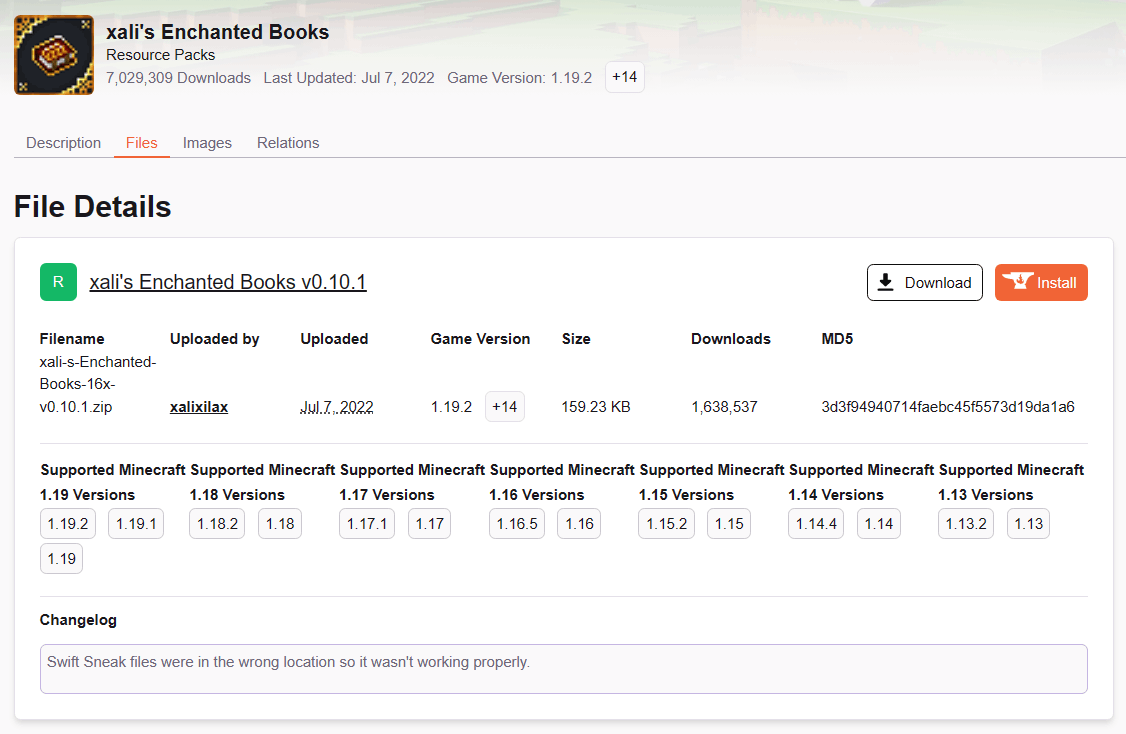 xali's Enchanted Books
Resource Packs
7,029,309 Downloads Last Updated: Jul 7, 2022 Game Version: 1.19.2 +14
Description Files Images Relations
File Details
R xali's Enchanted Books v0.10.1 Download Install
Filename Uploaded by Uploaded Game Version Size Downloads MD5
xali-s-Enchanted-
Books-16x-
v0.10.1.zip xalixilax Jul 7, 2022 1.19.2 +14 159.23 KB 1,638,537 3d3f94940714faebc45f5573d19da1a6
Supported Minecraft Supported Minecraft Supported Minecraft Supported Minecraft Supported Minecraft Supported Minecraft Supported Minecraft
1.19 Versions 1.18 Versions 1.17 Versions 1.16 Versions 1.15 Versions 1.14 Versions 1.13 Versions
1.19.2 1.19.1 1.18.2 1.18 1.17.1 1.17 1.16.5 1.16 1.15.2 1.15 1.14.4 1.14 1.13.2 1.13
1.19
Changelog
Swift Sneak files were in the wrong location so it wasn't working properly.